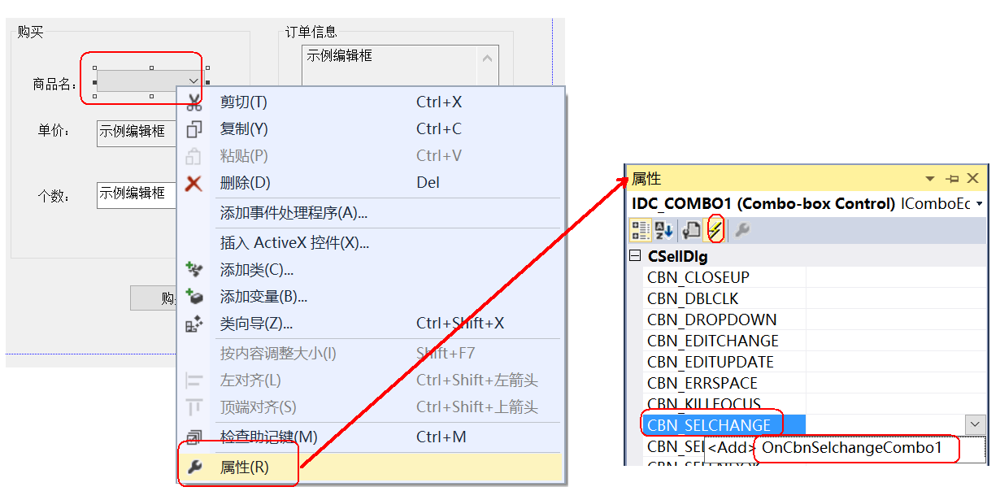 购买
商品名：
单价：
示例编辑框
个数：
示例编辑框
购
订单信息
示例编辑框
剪切(T) Ctrl+X
复制(Y) Ctrl+C
粘贴(P) Ctrl+V
删除(D) Del
添加事件处理程序(A)...
插入 ActiveX 控件(X)...
添加类(C)...
添加变量(B)...
类向导(Z)... Ctrl+Shift+X
按内容调整大小(I) Shift+F7
左对齐(L) Ctrl+Shift+左箭头
顶端对齐(S) Ctrl+Shift+上箭头
检查助记键(M) Ctrl+M
属性(R)
属性
IDC_COMBO1 (Combo-box Control) IComboEc
CSellDlg
CBN_CLOSEUP
CBN_DBLCLK
CBN_DROPDOWN
CBN_EDITCHANGE
CBN_EDITUPDATE
CBN_ERRSPACE
CBN_KILLFOCUS
CBN_SELCHANGE
CBN_SEL <Add> OnCbnSelchangeCombo1